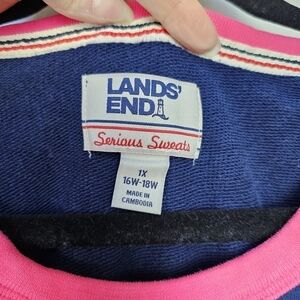 LANDS'
END
Serious Sweats
1X
16W-18W
MADE IN
CAMBODIA